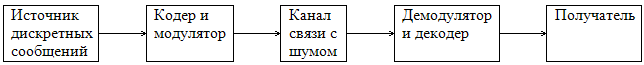 Источник
дискретных
сообщений
Кодер и
модулятор
Канал
связи с
шумом
Демодулятор
и декодер
Получатель